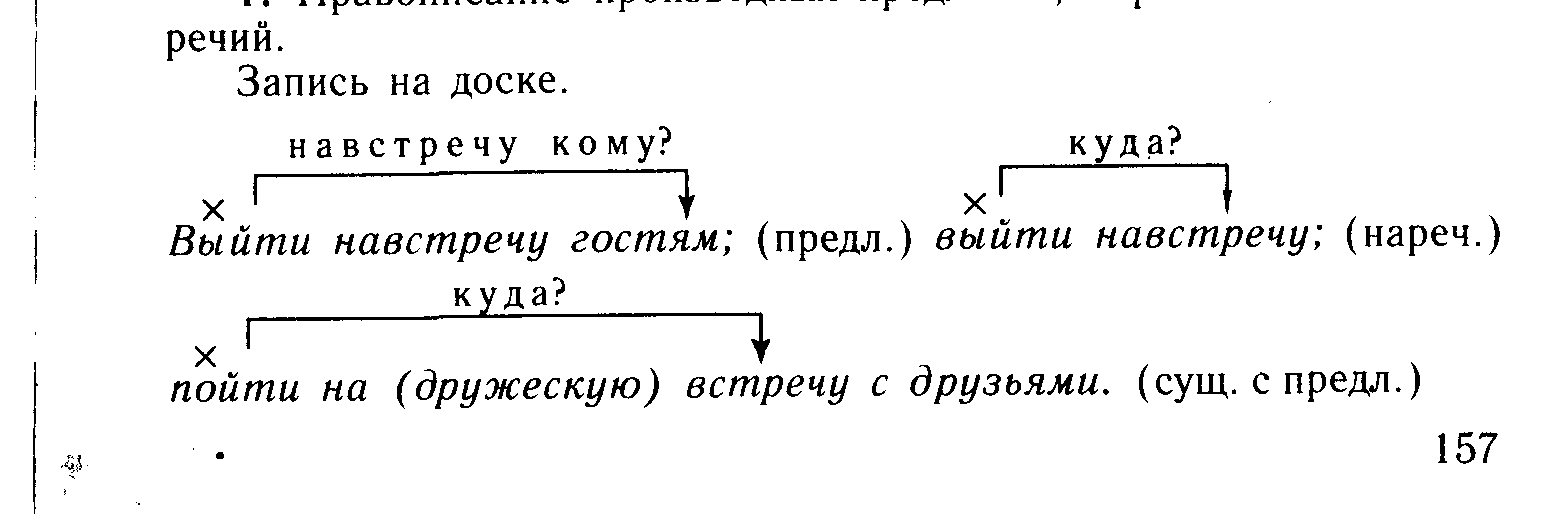 речий.
Запись на доске.
навстречу кому? куда?
× ×
Выйти навстречу гостям; (предл.) выйти навстречу; (нареч.)
куда?
×
пойти на (дружескую) встречу с друзьями. (сущ. с предл.)
157